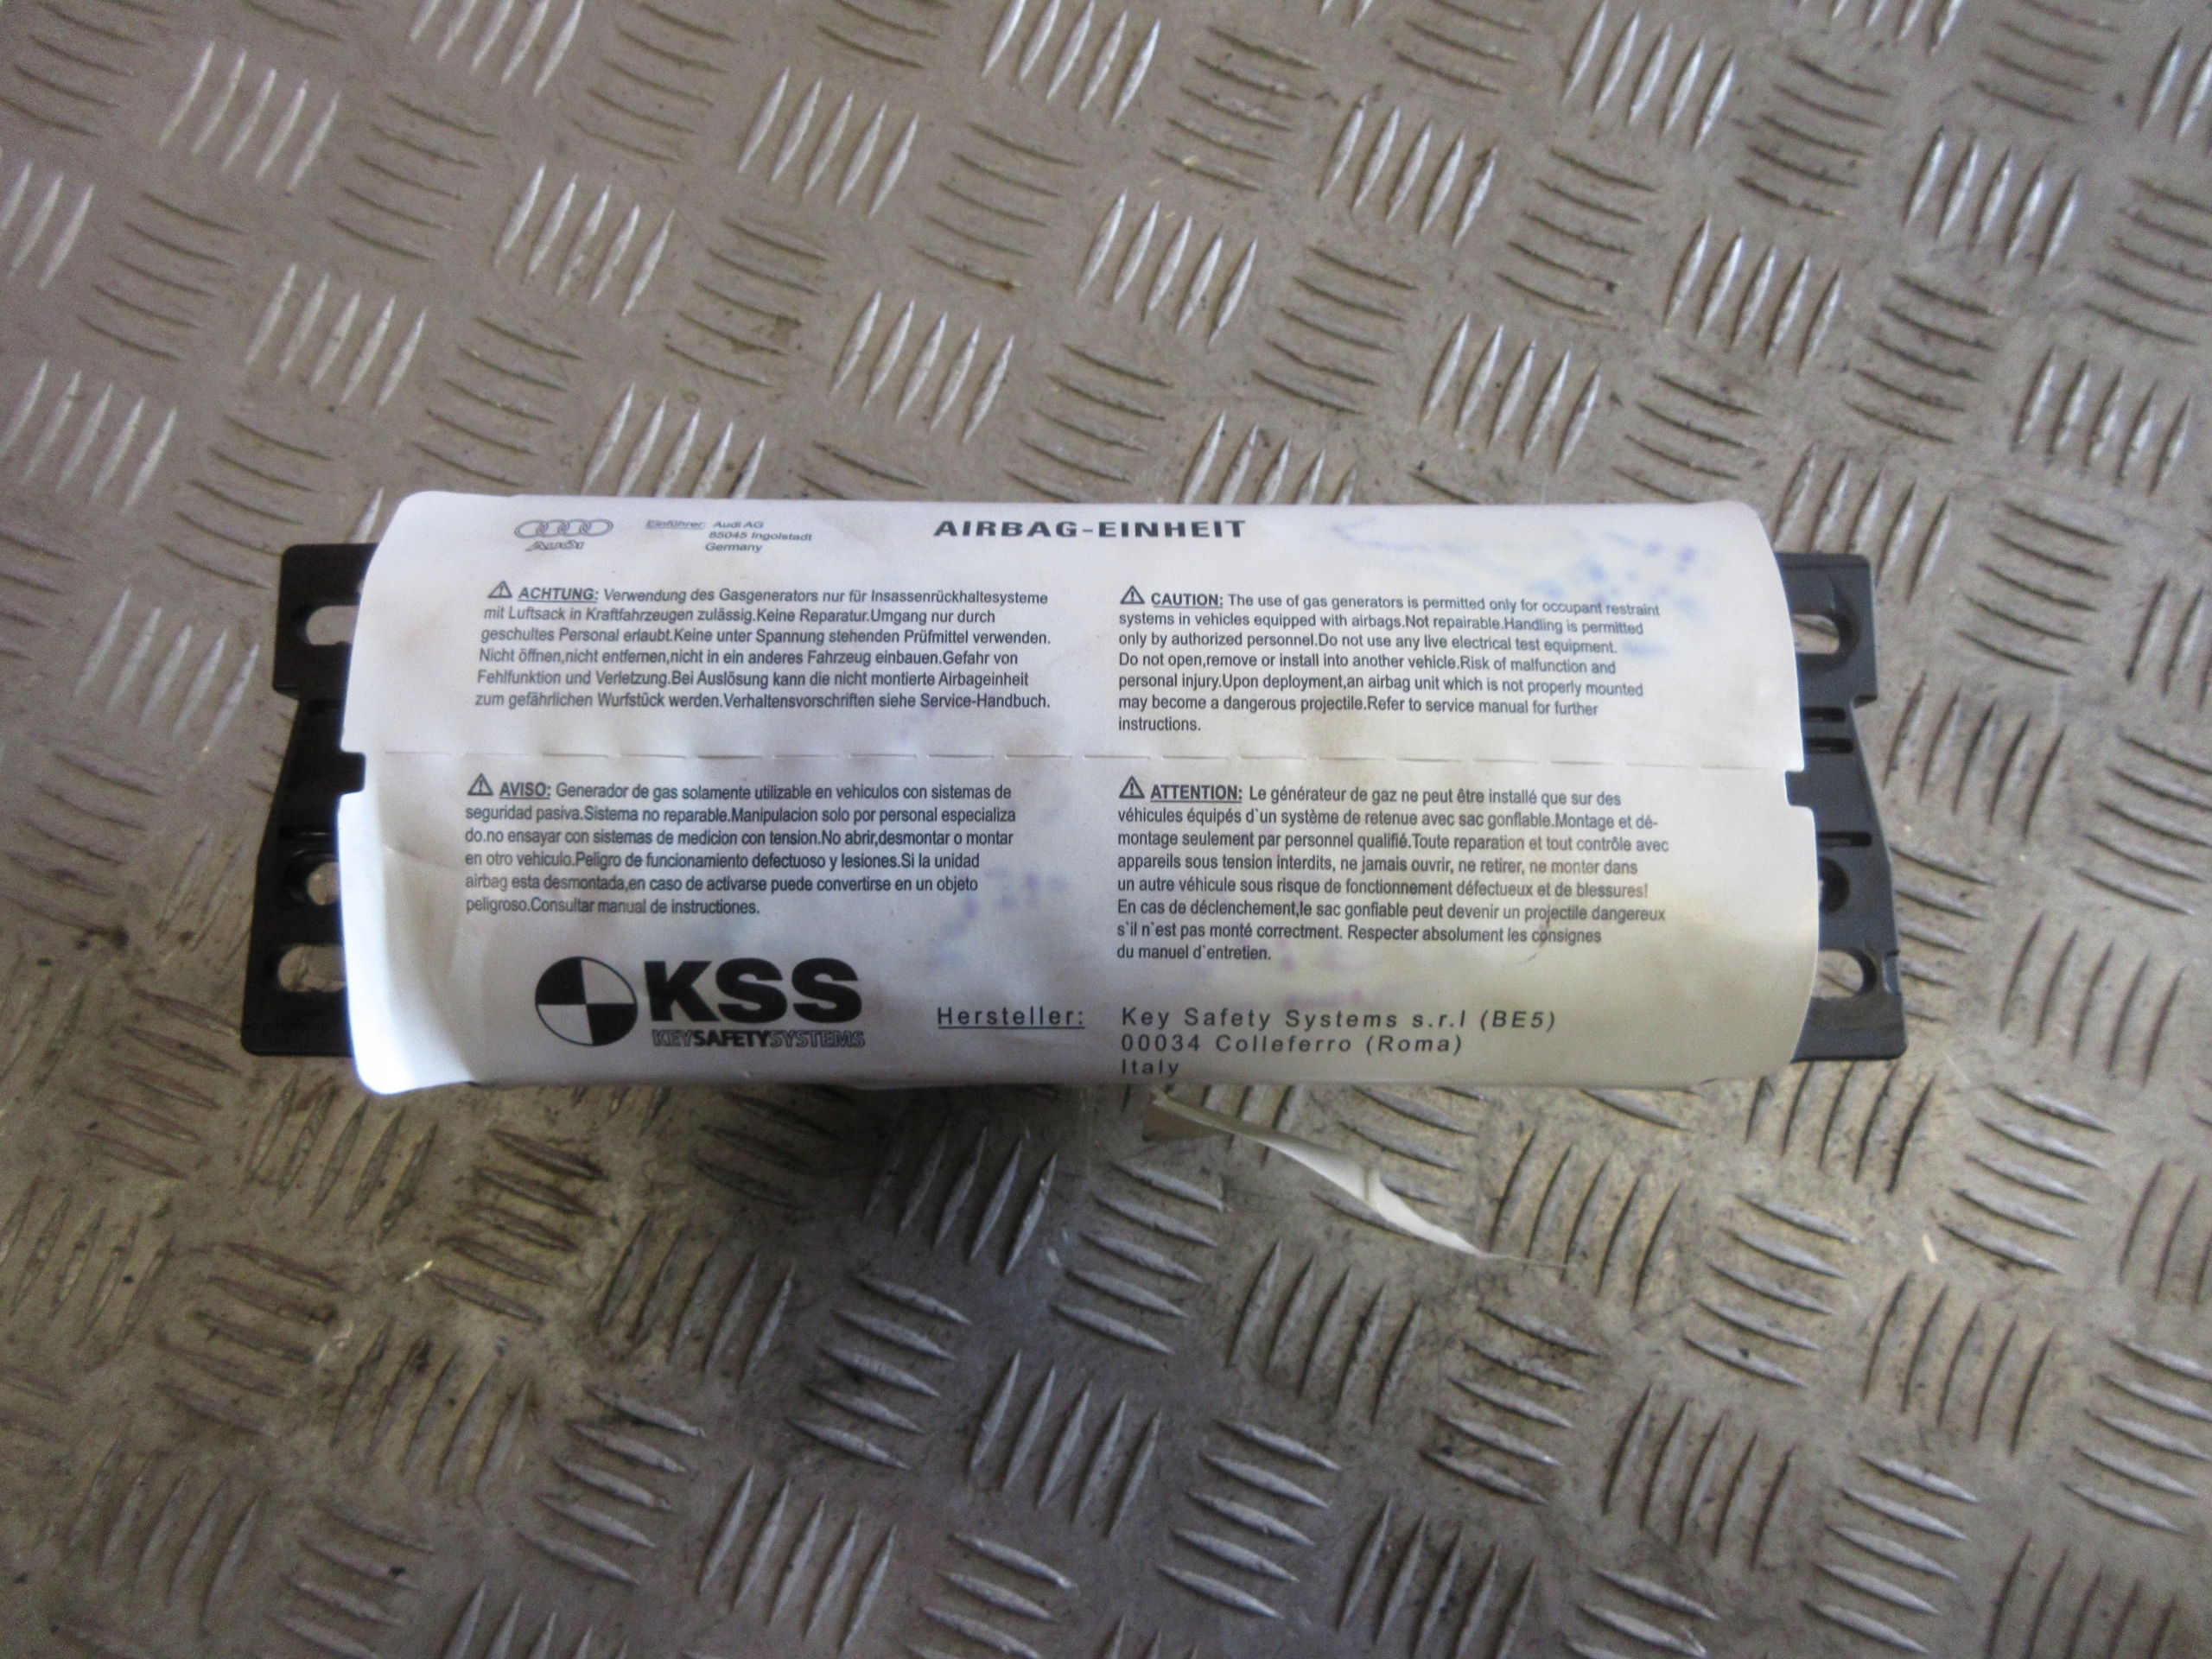 Audi
Einführer: Audi AG
85045 Ingolstadt
Germany
AIRBAG-EINHEIT
ACHTUNG: Verwendung des Gasgenerators nur für Insassenrückhaltesysteme
mit Luftsack in Kraftfahrzeugen zulässig.Keine Reparatur.Umgang nur durch
geschultes Personal erlaubt.Keine unter Spannung stehenden Prüfmittel verwenden.
Nicht öffnen,nicht entfernen,nicht in ein anderes Fahrzeug einbauen.Gefahr von
Fehlfunktion und Verletzung.Bei Auslösung kann die nicht montierte Airbageinheit
zum gefährlichen Wurfstück werden.Verhaltensvorschriften siehe Service-Handbuch.
CAUTION: The use of gas generators is permitted only for occupant restraint
systems in vehicles equipped with airbags.Not repairable.Handling is permitted
only by authorized personnel.Do not use any live electrical test equipment.
Do not open,remove or install into another vehicle.Risk of malfunction and
personal injury.Upon deployment,an airbag unit which is not properly mounted
may become a dangerous projectile.Refer to service manual for further
instructions.
AVISO: Generador de gas solamente utilizable en vehiculos con sistemas de
seguridad pasiva.Sistema no reparable.Manipulacion solo por personal especializa
do.no ensayar con sistemas de medicion con tension.No abrir,desmontar o montar
en otro vehiculo.Peligro de funcionamiento defectuoso y lesiones.Si la unidad
airbag esta desmontada,en caso de activarse puede convertirse en un objeto
peligroso.Consultar manual de instructiones.
ATTENTION: Le générateur de gaz ne peut être installé que sur des
véhicules équipés d`un système de retenue avec sac gonflable.Montage et dé-
montage seulement par personnel qualifié.Toute reparation et tout contrôle avec
appareils sous tension interdits, ne jamais ouvrir, ne retirer, ne monter dans
un autre véhicule sous risque de fonctionnement défectueux et de blessures!
En cas de déclenchement,le sac gonfiable peut devenir un projectile dangereux
s`il n`est pas monté correctment. Respecter absolument les consignes
du manuel d`entretien.
KSS
KEYSAFETYSYSTEMS
Hersteller: Key Safety Systems s.r.l (BE5)
00034 Colleferro (Roma)
Italy